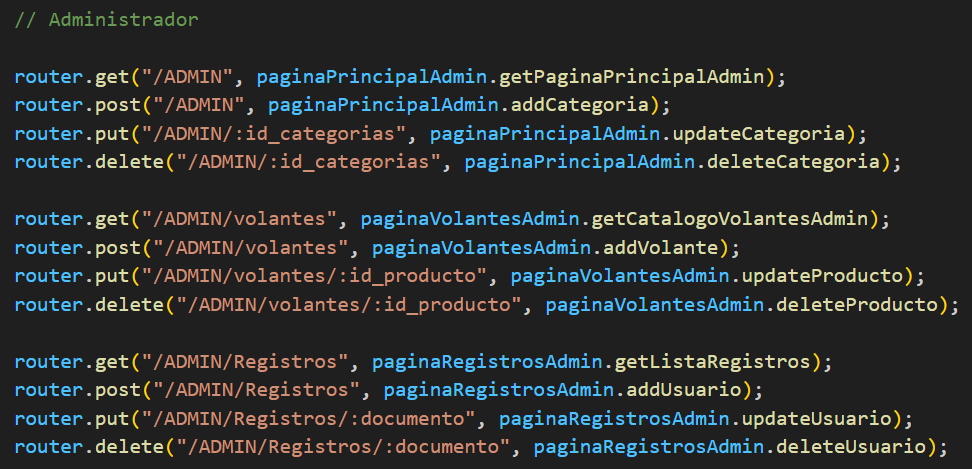 // Administrador
router.get("/ADMIN", paginaPrincipalAdmin.getPaginaPrincipalAdmin);
router.post("/ADMIN", paginaPrincipalAdmin.addCategoria);
router.put("/ADMIN/:id_categorias", paginaPrincipalAdmin.updateCategoria);
router.delete("/ADMIN/:id_categorias", paginaPrincipalAdmin.deleteCategoria);
router.get("/ADMIN/volantes", paginaVolantesAdmin.getCatalogoVolantesAdmin);
router.post("/ADMIN/volantes", paginaVolantesAdmin.addVolante);
router.put("/ADMIN/volantes/:id_producto", paginaVolantesAdmin.updateProducto);
router.delete("/ADMIN/volantes/:id_producto", paginaVolantesAdmin.deleteProducto);
router.get("/ADMIN/Registros", paginaRegistrosAdmin.getListaRegistros);
router.post("/ADMIN/Registros", paginaRegistrosAdmin.addUsuario);
router.put("/ADMIN/Registros/:documento", paginaRegistrosAdmin.updateUsuario);
router.delete("/ADMIN/Registros/:documento", paginaRegistrosAdmin.deleteUsuario);